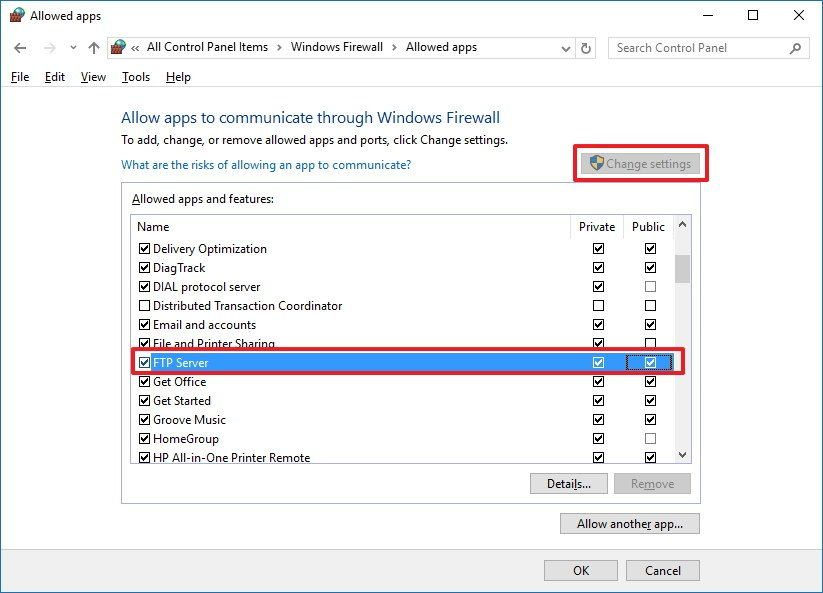 Allowed apps
« All Control Panel Items > Windows Firewall > Allowed apps
Search Control Panel
File Edit View Tools Help
Allow apps to communicate through Windows Firewall
To add, change, or remove allowed apps and ports, click Change settings.
What are the risks of allowing an app to communicate?
Change settings
Allowed apps and features:
Name Private Public
Delivery Optimization
DiagTrack
DIAL protocol server
Distributed Transaction Coordinator
Email and accounts
File and Printer Sharing
FTP Server
Get Office
Get Started
Groove Music
HomeGroup
HP All-in-One Printer Remote
Details... Remove
Allow another app...
OK Cancel